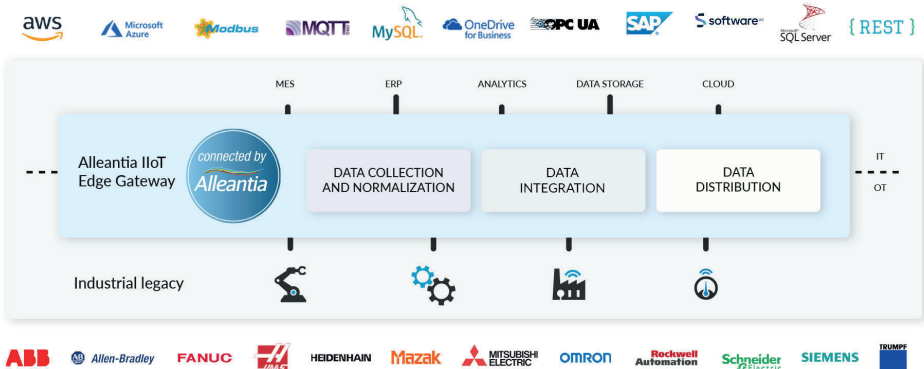 aws
Microsoft
Azure
Modbus
MQTT
MySQL
OneDrive
for Business
OPC UA
SAP
software AG
Microsoft
SQL Server
{ REST }
MES
ERP
ANALYTICS
DATA STORAGE
CLOUD
Alleantia IIoT
Edge Gateway
connected by
Alleantia
DATA COLLECTION
AND NORMALIZATION
DATA
INTEGRATION
DATA
DISTRIBUTION
IT
OT
Industrial legacy
ABB
AB
Allen-Bradley
FANUC
HAAS
HEIDENHAIN
Mazak
MITSUBISHI
ELECTRIC
OMRON
Rockwell
Automation
Schneider
Electric
SIEMENS
TRUMPF